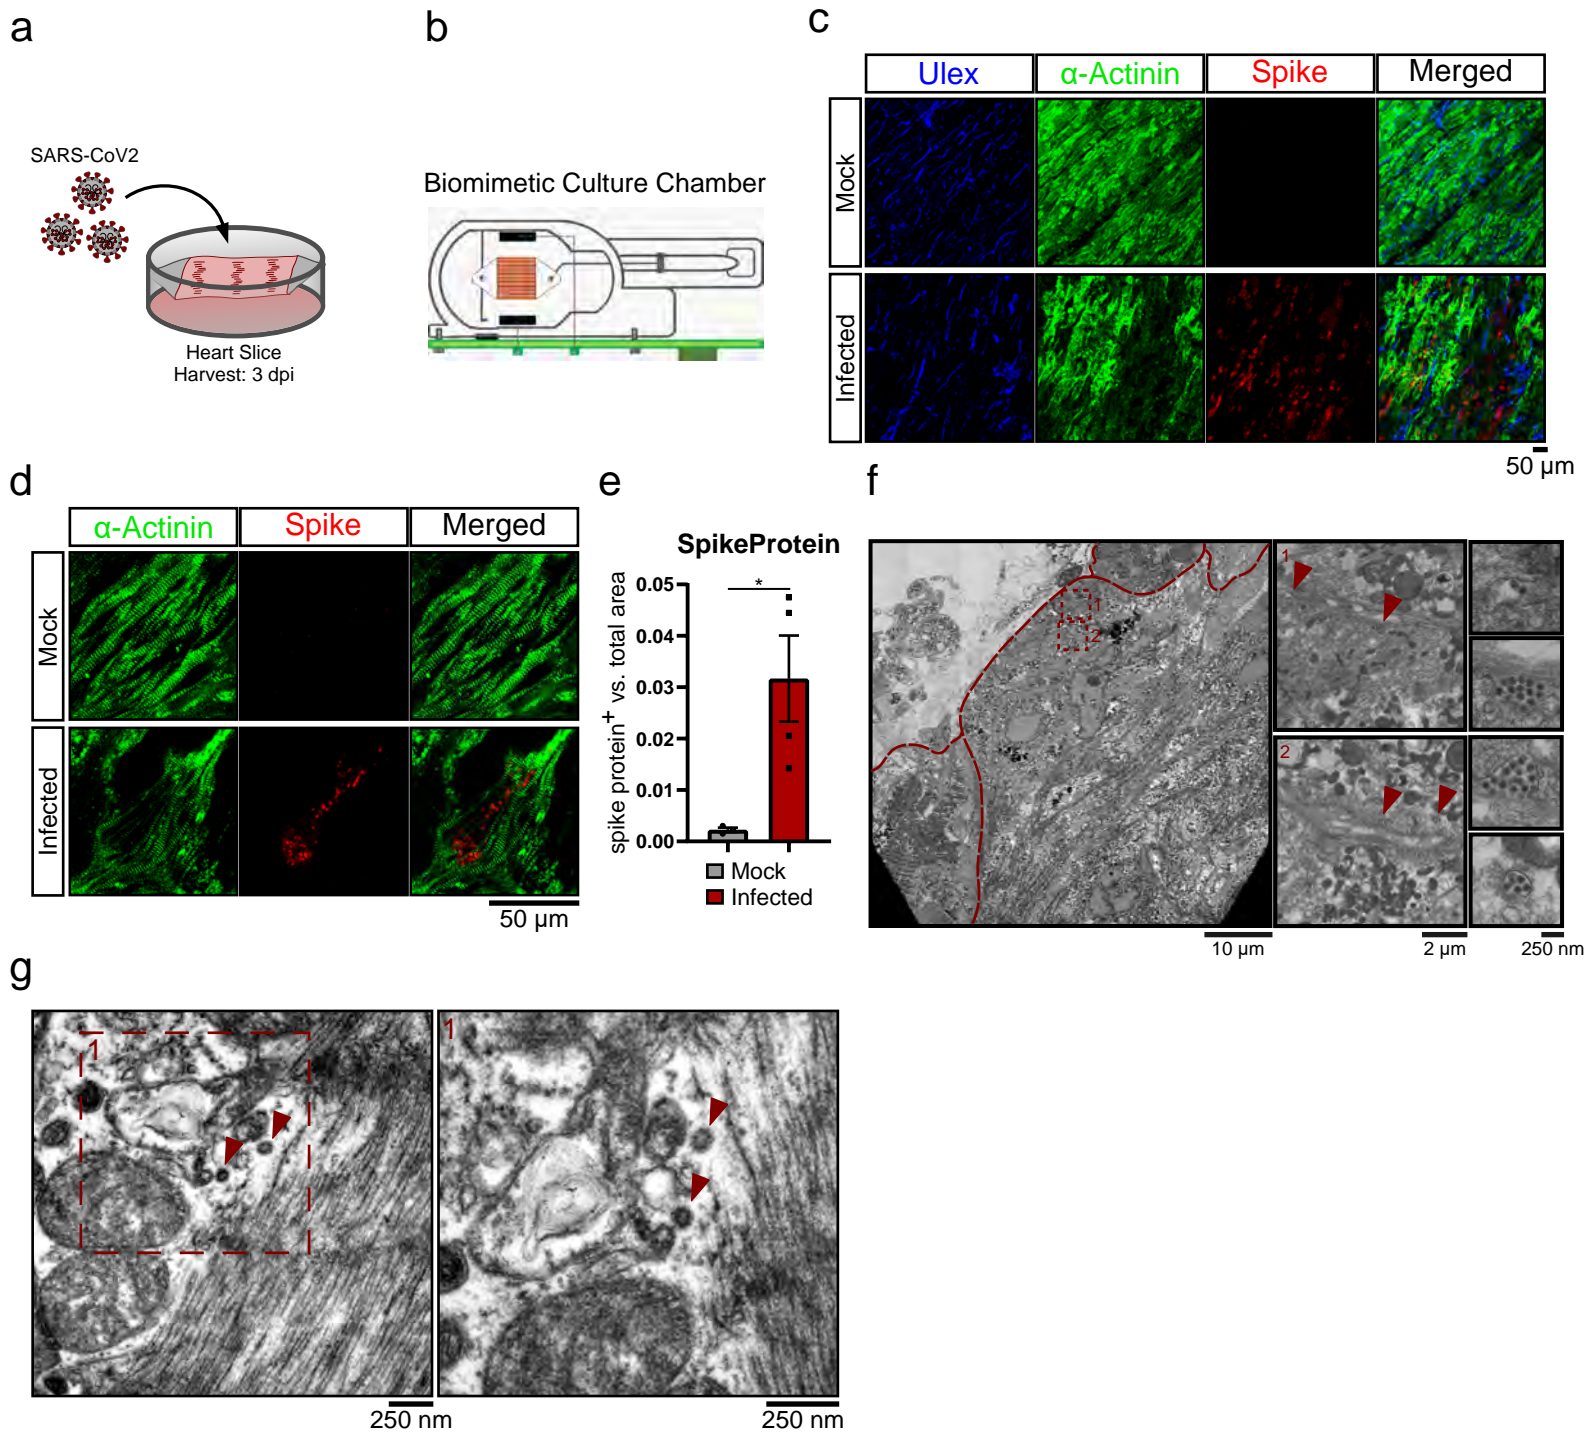 a
SARS-CoV2
Heart Slice
Harvest: 3 dpi
b
Biomimetic Culture Chamber
c
Ulex
α-Actinin
Spike
Merged
Mock
Infected
50 µm
d
α-Actinin
Spike
Merged
Mock
Infected
50 µm
e
SpikeProtein
spike protein+ vs. total area
0.05
0.04
0.03
0.02
0.01
0.00
*
Mock
Infected
f
1
2
10 µm
1
2
2 µm
250 nm
g
1
250 nm
1
250 nm